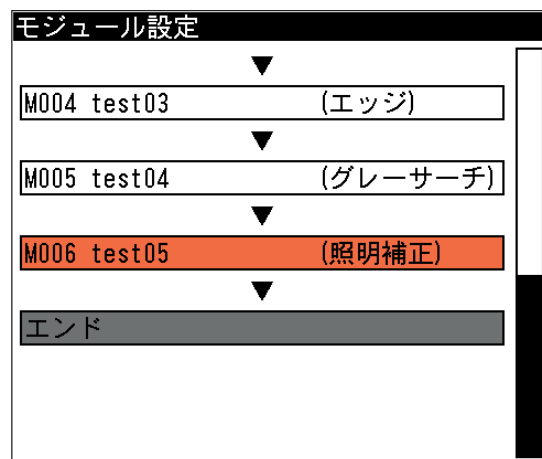 モジュール設定
▼
M004 test03 (エッジ)
▼
M005 test04 (グレーサーチ)
▼
M006 test05 (照明補正)
▼
エンド